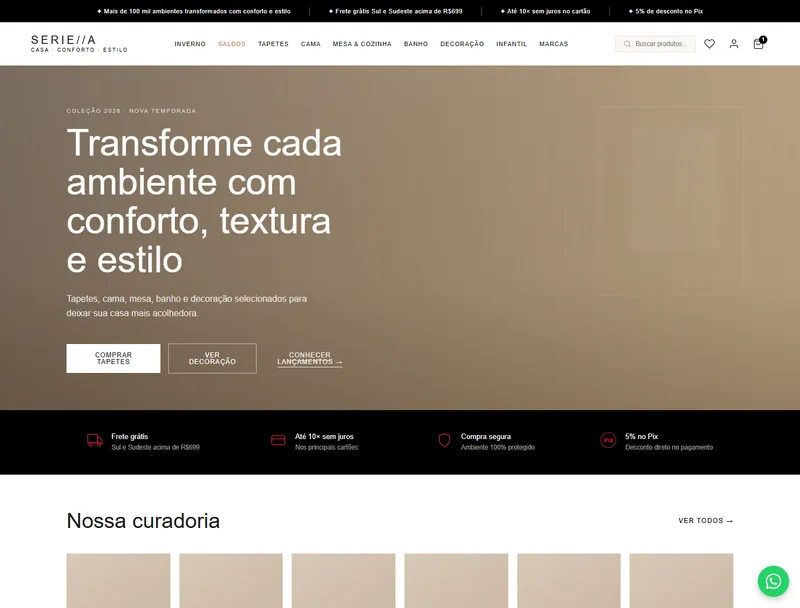 ✦ Mais de 100 mil ambientes transformados com conforto e estilo
✦ Frete grátis Sul e Sudeste acima de R$699
✦ Até 10× sem juros no cartão
✦ 5% de desconto no Pix
SERIE//A
CASA · CONFORTO · ESTILO
INVERNO
SALDOS
TAPETES
CAMA
MESA & COZINHA
BANHO
DECORAÇÃO
INFANTIL
MARCAS
Buscar produtos...
1
COLEÇÃO 2026 · NOVA TEMPORADA
Transforme cada
ambiente com
conforto, textura
e estilo
Tapetes, cama, mesa, banho e decoração selecionados para
deixar sua casa mais acolhedora.
COMPRAR
TAPETES
VER
DECORAÇÃO
CONHECER
LANÇAMENTOS →
Frete grátis
Sul e Sudeste acima de R$699
Até 10× sem juros
Nos principais cartões
Compra segura
Ambiente 100% protegido
PIX
5% no Pix
Desconto direto no pagamento
Nossa curadoria
VER TODOS →